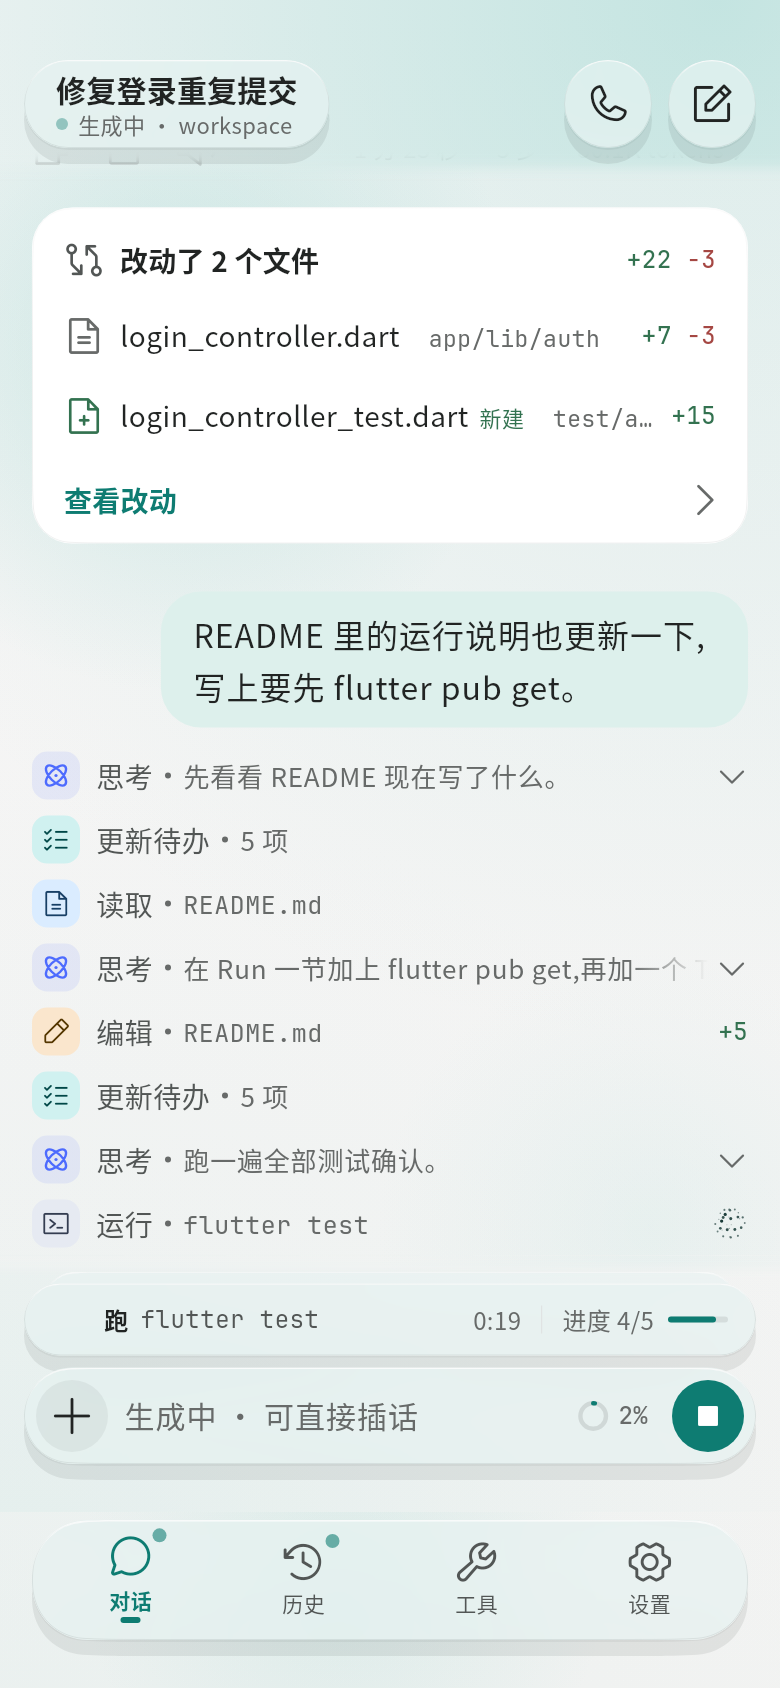 修复登录重复提交
生成中 · workspace
改动了 2 个文件 +22 -3
login_controller.dart app/lib/auth +7 -3
login_controller_test.dart 新建 test/a… +15
查看改动
README 里的运行说明也更新一下,
写上要先 flutter pub get。
思考 · 先看看 README 现在写了什么。
更新待办 · 5 项
读取 · README.md
思考 · 在 Run 一节加上 flutter pub get,再加一个
编辑 · README.md +5
更新待办 · 5 项
思考 · 跑一遍全部测试确认。
运行 · flutter test
跑 flutter test 0:19 进度 4/5
生成中 · 可直接插话 2%
对话 历史 工具 设置